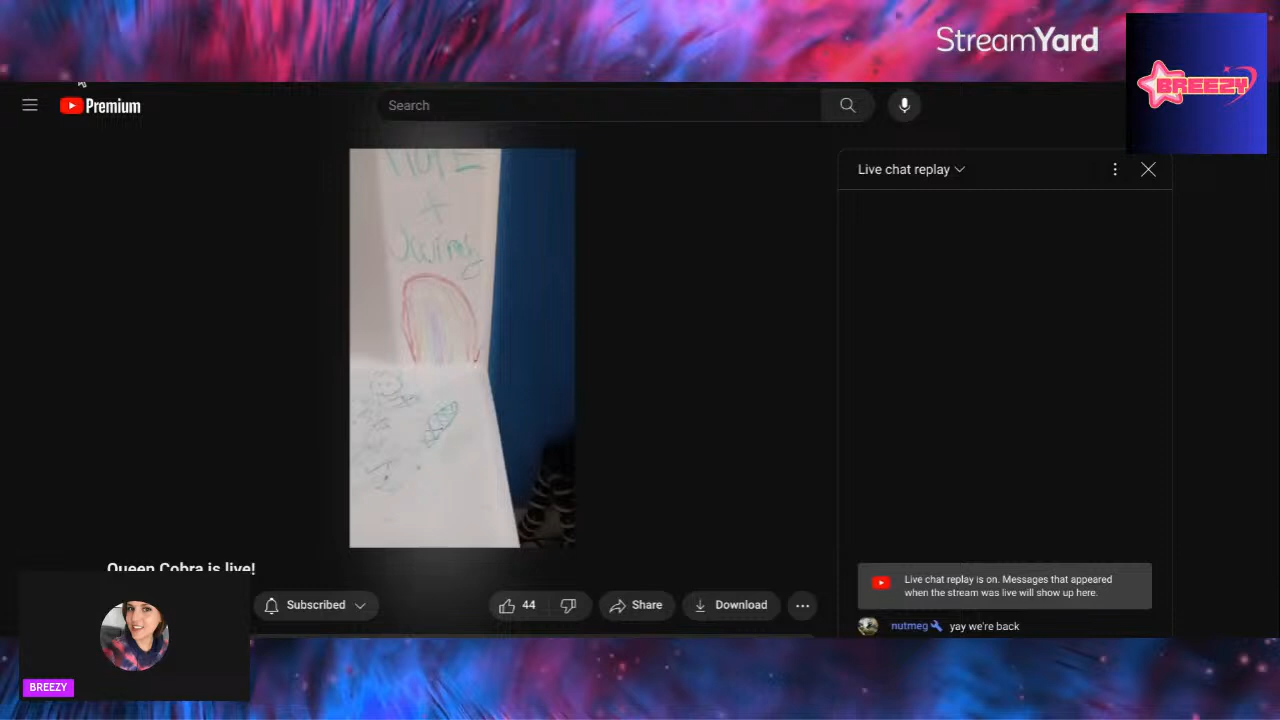 StreamYard
BREEZY
Premium
Search
Live chat replay
Queen Cobra is live!
Subscribed
44
Share
Download
Live chat replay is on. Messages that appeared
when the stream was live will show up here.
nutmeg yay we're back
BREEZY